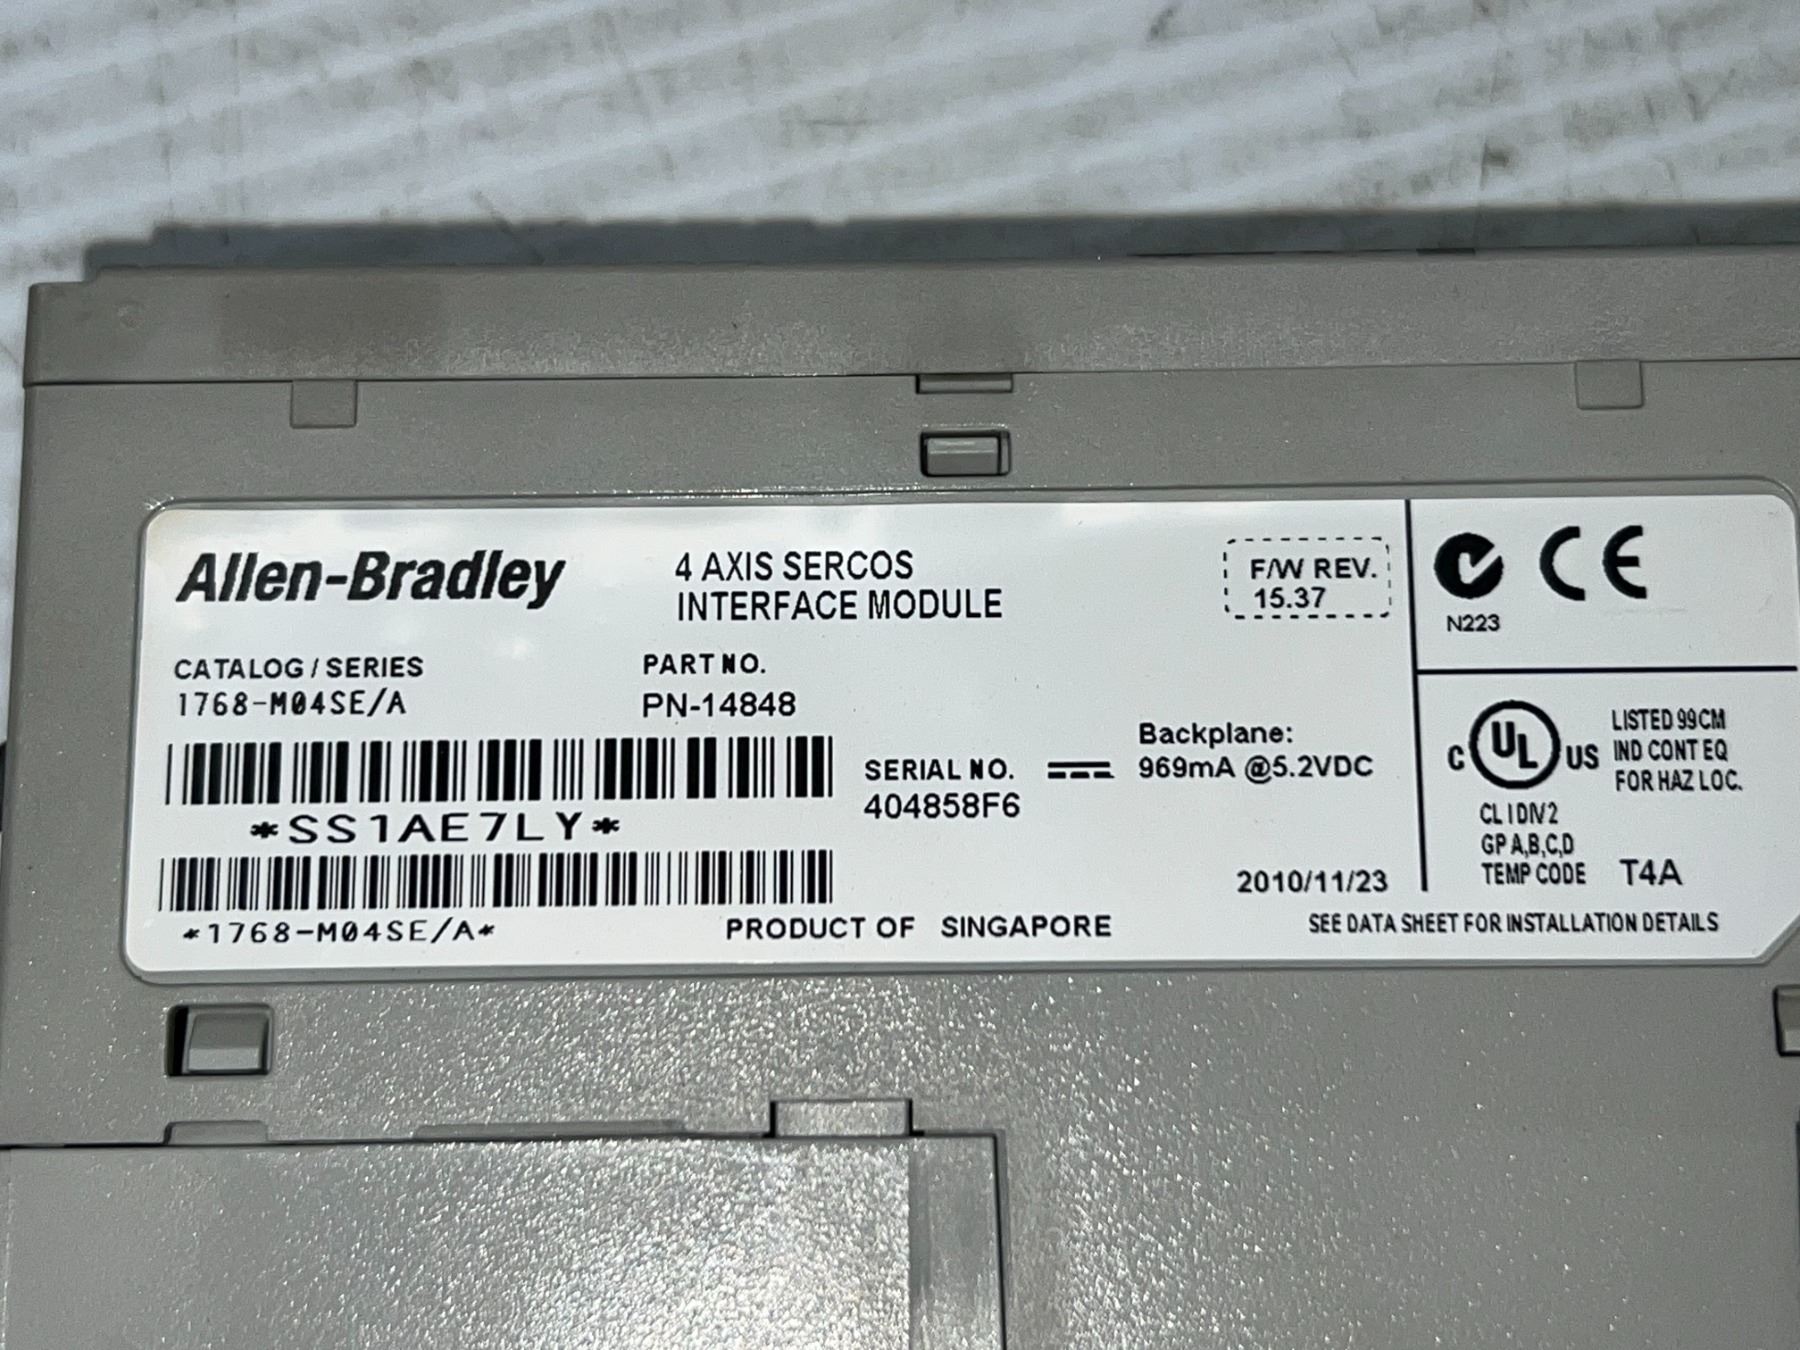 Allen-Bradley
4 AXIS SERCOS
INTERFACE MODULE
F/W REV.
15.37
N223
CE
CATALOG / SERIES
1768-M04SE/A
PART NO.
PN-14848
*SS1AE7LY*
SERIAL NO.
404858F6
Backplane:
969mA @5.2VDC
C UL US
LISTED 99CM
IND CONT EQ
FOR HAZ LOC.
CL I DIV 2
GP A,B,C,D
TEMP CODE T4A
2010/11/23
*1768-M04SE/A*
PRODUCT OF SINGAPORE
SEE DATA SHEET FOR INSTALLATION DETAILS